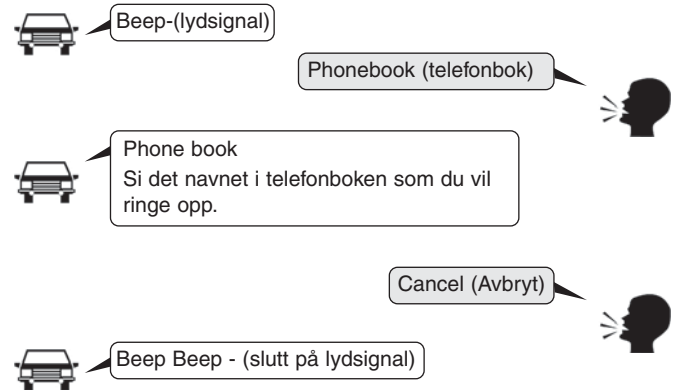 Beep-(lydsignal)
Phonebook (telefonbok)
Phone book
Si det navnet i telefonboken som du vil
ringe opp.
Cancel (Avbryt)
Beep Beep - (slutt på lydsignal)